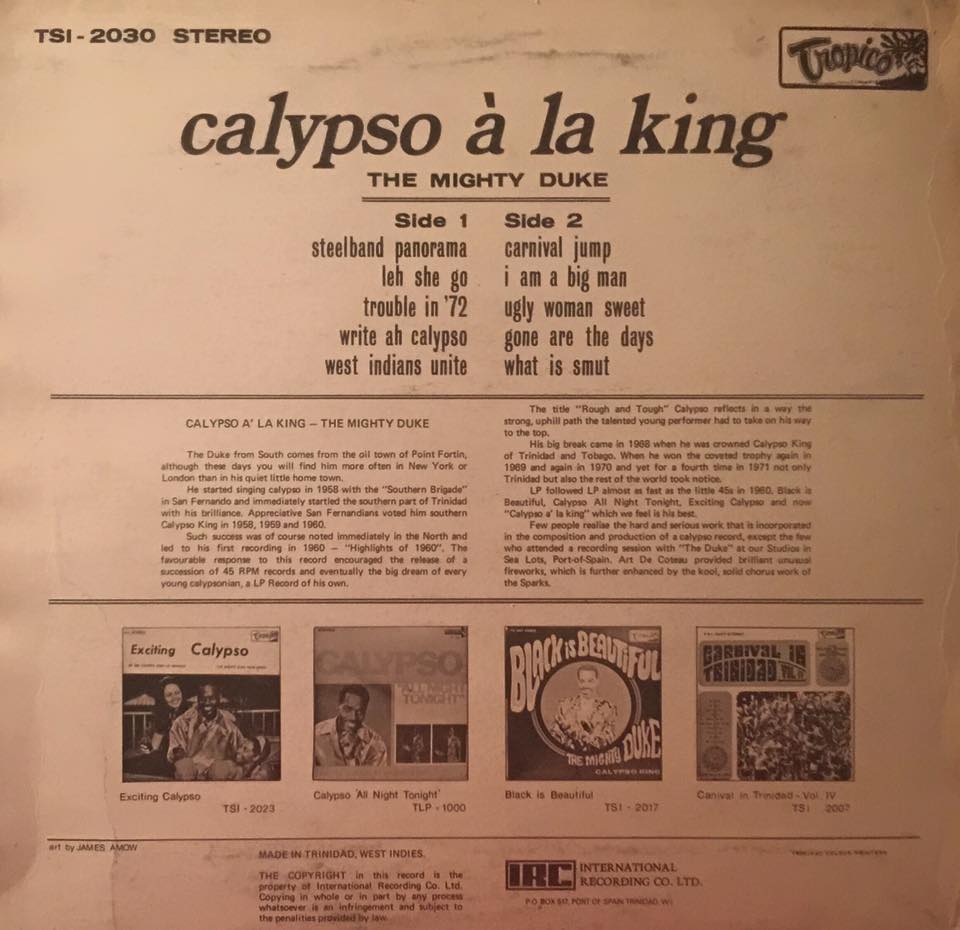 TSI - 2030 STEREO
Tropico
calypso à la king
THE MIGHTY DUKE
Side 1
steelband panorama
leh she go
trouble in '72
write ah calypso
west indians unite
Side 2
carnival jump
i am a big man
ugly woman sweet
gone are the days
what is smut
CALYPSO A' LA KING – THE MIGHTY DUKE
The Duke from South comes from the oil town of Point Fortin,
although these days you will find him more often in New York or
London than in his quiet little home town.
He started singing calypso in 1958 with the "Southern Brigade"
in San Fernando and immediately startled the southern part of Trinidad
with his brilliance. Appreciative San Fernandians voted him southern
Calypso King in 1958, 1959 and 1960.
Such success was of course noted immediately in the North and
led to his first recording in 1960 – "Highlights of 1960". The
favourable response to this record encouraged the release of a
succession of 45 RPM records and eventually the big dream of every
young calypsonian, a LP Record of his own.
The title "Rough and Tough" Calypso reflects in a way the
strong, uphill path the talented young performer had to take on his way
to the top.
His big break came in 1968 when he was crowned Calypso King
of Trinidad and Tobago. When he won the coveted trophy again in
1969 and again in 1970 and yet for a fourth time in 1971 not only
Trinidad but also the rest of the world took notice.
LP followed LP almost as fast as the little 45s in 1960, Black is
Beautiful, Calypso All Night Tonight, Exciting Calypso and now
"Calypso a' la king" which we feel is his best.
Few people realise the hard and serious work that is incorporated
in the composition and production of a calypso record, except the few
who attended a recording session with "The Duke" at our Studios in
Sea Lots, Port-of-Spain. Art De Coteau provided brilliant unusual
fireworks, which is further enhanced by the kool, solid chorus work of
the Sparks.
Exciting Calypso
Tropico
CALYPSO
"ALL NIGHT
TONIGHT"
BLACK IS BEAUTIFUL
THE MIGHTY DUKE
CALYPSO KING
CARNIVAL IN
TRINIDAD
Exciting Calypso
TSI - 2023
Calypso 'All Night Tonight'
TLP - 1000
Black is Beautiful
TSI - 2017
Canival in Trinidad - Vol. IV
TSI 2007
art by JAMES AMOW
MADE IN TRINIDAD, WEST INDIES.
THE COPYRIGHT in this record is the
property of International Recording Co. Ltd.
Copying in whole or in part by any process
whatsoever is an infringement and subject to
the penalties provided by law.
IRC INTERNATIONAL
RECORDING CO. LTD.
P.O. BOX 517, PORT OF SPAIN TRINIDAD, W.I.